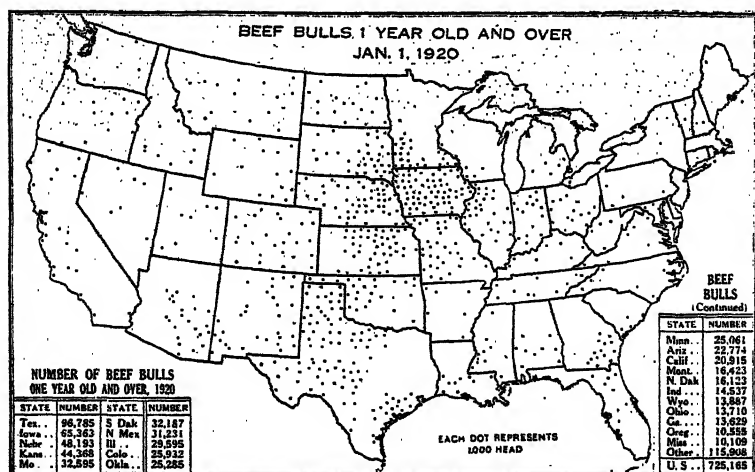 BEEF BULLS, 1 YEAR OLD AND OVER
JAN. 1, 1920
NUMBER OF BEEF BULLS
ONE YEAR OLD AND OVER, 1920
STATE NUMBER STATE NUMBER
Tex. . 96,785 S Dak 32,187
Iowa . . 65,363 N Mex 31,231
Nebr 48,193 Ill . . 29,595
Kans. . 44,368 Colo . . 25,932
Mo . . 32,595 Okla. . 25,285
EACH DOT REPRESENTS
1,000 HEAD
BEEF
BULLS
(Continued)
STATE NUMBER
Minn. . 25,061
Ariz . . 22,774
Calif . . 20,915
Mont. . 16,423
N. Dak 16,123
Ind . . 14,537
Wyo . . 13,887
Ohio . . 13,710
Ga. . . 13,629
Oreg . . 10,555
Miss . . 10,109
Other . 115,908
U. S . . 725,165